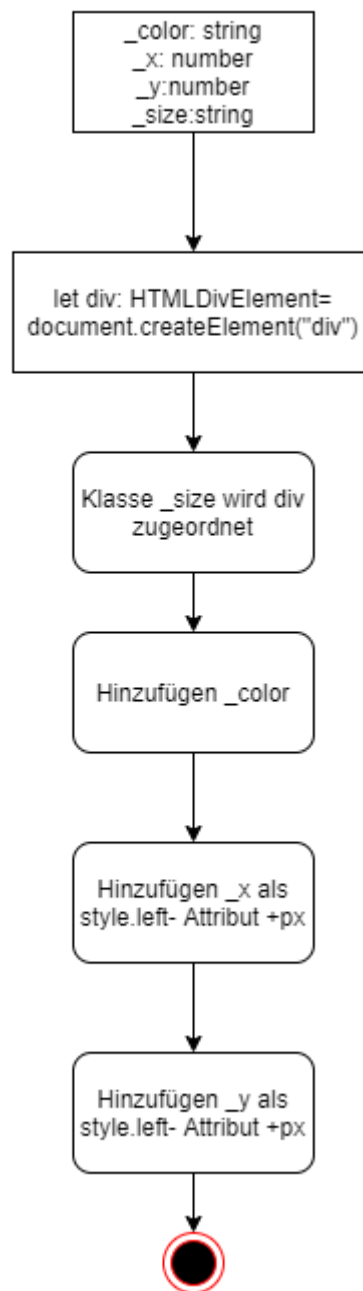 _color: string
_x: number
_y:number
_size:string
let div: HTMLDivElement=
document.createElement("div")
Klasse _size wird div
zugeordnet
Hinzufügen _color
Hinzufügen _x als
style.left- Attribut +px
Hinzufügen _y als
style.left- Attribut +px